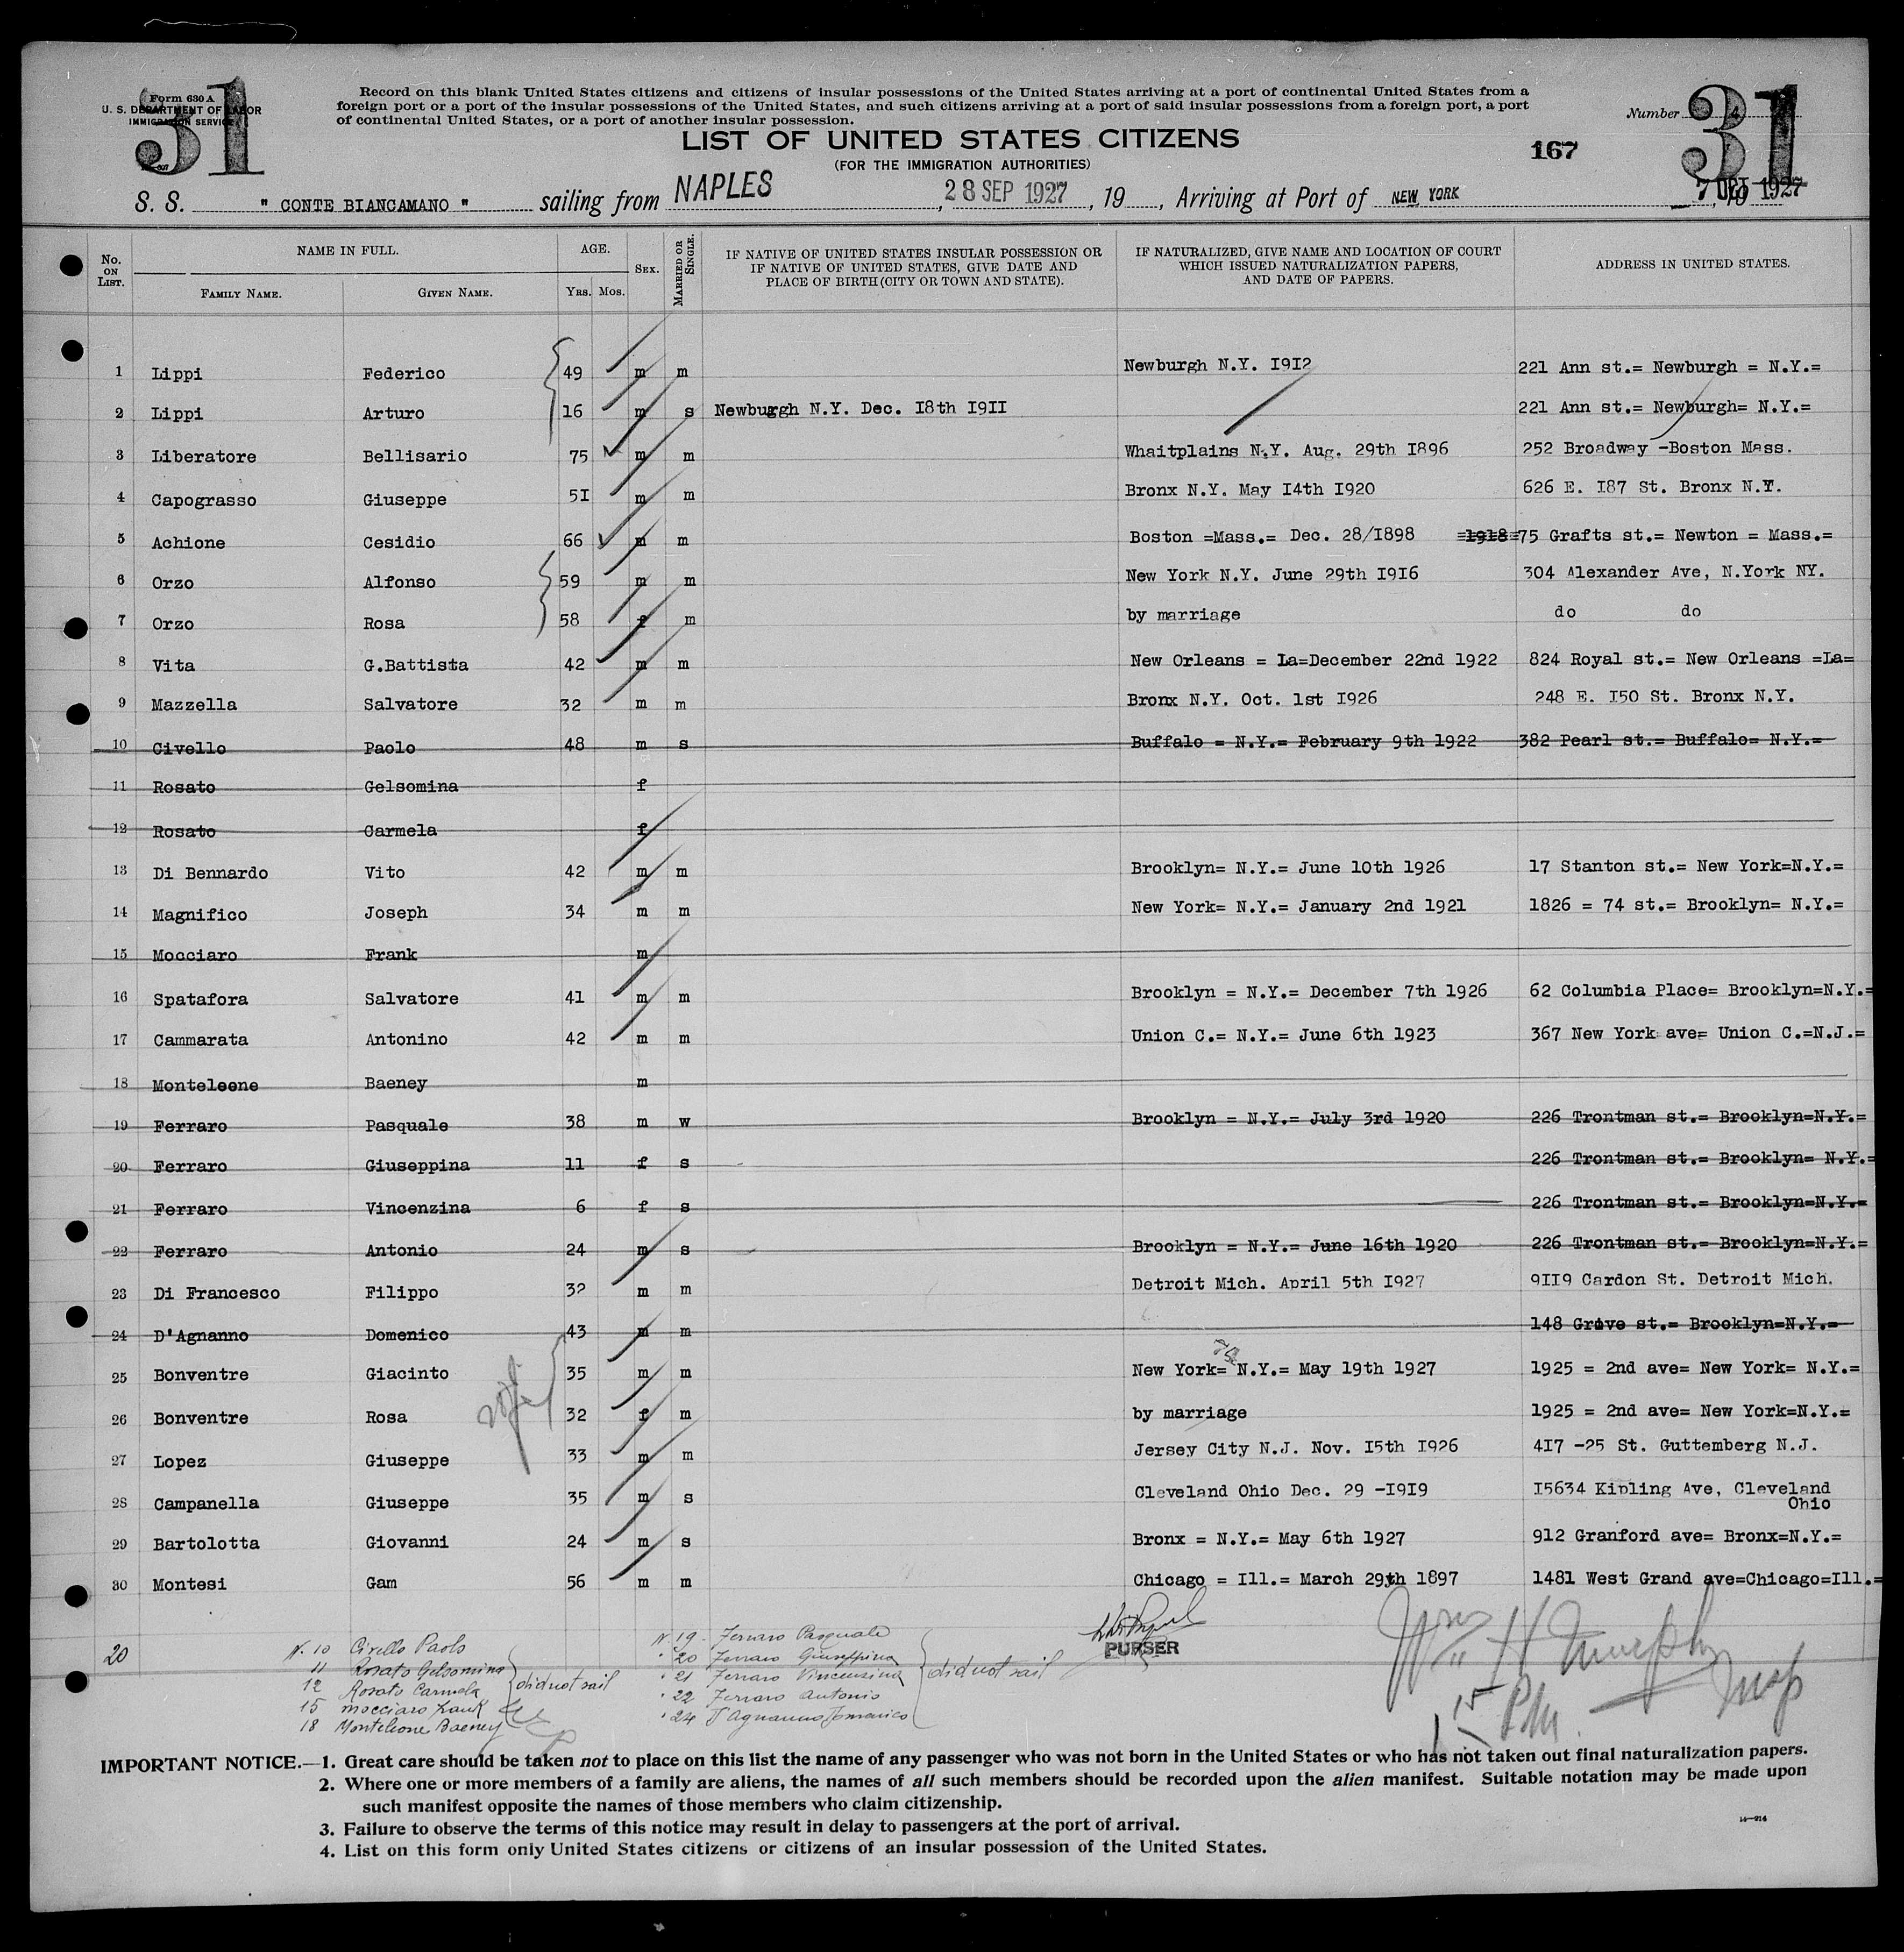 31
Form 630 A
U. S. DEPARTMENT OF LABOR
IMMIGRATION SERVICE
Record on this blank United States citizens and citizens of insular possessions of the United States arriving at a port of continental United States from a
foreign port or a port of the insular possessions of the United States, and such citizens arriving at a port of said insular possessions from a foreign port, a port
of continental United States, or a port of another insular possession.
Number 4
31
LIST OF UNITED STATES CITIZENS
167
(FOR THE IMMIGRATION AUTHORITIES)
S. S. " CONTE BIANCAMANO " sailing from NAPLES, 28 SEP 1927, 19 , Arriving at Port of NEW YORK 7 OCT 1927, 19
No. ON LIST. NAME IN FULL. FAMILY NAME. GIVEN NAME. AGE. YRS. MOS. SEX. MARRIED OR SINGLE. IF NATIVE OF UNITED STATES INSULAR POSSESSION OR IF NATIVE OF UNITED STATES, GIVE DATE AND PLACE OF BIRTH (CITY OR TOWN AND STATE). IF NATURALIZED, GIVE NAME AND LOCATION OF COURT WHICH ISSUED NATURALIZATION PAPERS, AND DATE OF PAPERS. ADDRESS IN UNITED STATES.
1 Lippi Federico 49 m m Newburgh N.Y. I9I2 221 Ann st.= Newburgh = N.Y.=
2 Lippi Arturo 16 m s Newburgh N.Y. Dec. I8th I9II 221 Ann st.= Newburgh= N.Y.=
3 Liberatore Bellisario 75 m m Whaitplains N.Y. Aug. 29th I896 252 Broadway -Boston Mass.
4 Capograsso Giuseppe 5I m m Bronx N.Y. May I4th I920 626 E. I87 St. Bronx N.Y.
5 Achione Cesidio 66 m m Boston =Mass.= Dec. 28/I898 =1918= 75 Grafts st.= Newton = Mass.=
6 Orzo Alfonso 59 m m New York N.Y. June 29th I9I6 304 Alexander Ave, N.York NY.
7 Orzo Rosa 58 f m by marriage do do
8 Vita G.Battista 42 m m New Orleans = La=December 22nd 1922 824 Royal st.= New Orleans =La=
9 Mazzella Salvatore 32 m m Bronx N.Y. Oct. 1st I926 248 E. I50 St. Bronx N.Y.
10 Civello Paolo 48 m s Buffalo = N.Y.= February 9th 1922 382 Pearl st.= Buffalo= N.Y.=
11 Rosato Gelsomina f
12 Rosato Carmela f
13 Di Bennardo Vito 42 m m Brooklyn= N.Y.= June 10th 1926 17 Stanton st.= New York=N.Y.=
14 Magnifico Joseph 34 m m New York= N.Y.= January 2nd 1921 1826 = 74 st.= Brooklyn= N.Y.=
15 Mocciaro Frank m
16 Spatafora Salvatore 41 m m Brooklyn = N.Y.= December 7th 1926 62 Columbia Place= Brooklyn=N.Y.=
17 Cammarata Antonino 42 m m Union C.= N.Y.= June 6th 1923 367 New York ave= Union C.=N.J.=
18 Monteleone Baeney m
19 Ferraro Pasquale 38 m w Brooklyn = N.Y.= July 3rd 1920 226 Trontman st.= Brooklyn=N.Y.=
20 Ferraro Giuseppina 11 f s 226 Trontman st.= Brooklyn= N.Y.=
21 Ferraro Vincenzina 6 f s 226 Trontman st.= Brooklyn=N.Y.=
22 Ferraro Antonio 24 m s Brooklyn = N.Y.= June 16th 1920 226 Trontman st.= Brooklyn=N.Y.=
23 Di Francesco Filippo 32 m m Detroit Mich. April 5th I927 9II9 Cardon St. Detroit Mich.
24 D'Agnanno Domenico 43 m m 148 Grove st.= Brooklyn=N.Y.=
25 Bonventre Giacinto 35 m m New York= N.Y.= May 19th 1927 1925 = 2nd ave= New York= N.Y.=
26 Bonventre Rosa 32 f m by marriage 1925 = 2nd ave= New York=N.Y.=
27 Lopez Giuseppe 33 m m Jersey City N.J. Nov. I5th I926 4I7 -25 St. Guttemberg N.J.
28 Campanella Giuseppe 35 m s Cleveland Ohio Dec. 29 -I9I9 I5634 Kipling Ave, Cleveland
Ohio
29 Bartolotta Giovanni 24 m s Bronx = N.Y.= May 6th 1927 912 Granford ave= Bronx=N.Y.=
30 Montesi Gam 56 m m Chicago = Ill.= March 29th 1897 1481 West Grand ave=Chicago=Ill.=
20
N. 10 Civello Paolo
11 Rosato Gelsomina
12 Rosato Carmela
15 Mocciaro Frank
18 Monteleone Baeney
did not sail
N. 19 - Ferraro Pasquale
" 20 Ferraro Giuseppina
" 21 Ferraro Vincenzina
" 22 Ferraro Antonio
" 24 D'Agnanno Domenico
did not sail
PURSER
H Murphy
Insp
15 PM.
IMPORTANT NOTICE.—1. Great care should be taken not to place on this list the name of any passenger who was not born in the United States or who has not taken out final naturalization papers.
2. Where one or more members of a family are aliens, the names of all such members should be recorded upon the alien manifest. Suitable notation may be made upon
such manifest opposite the names of those members who claim citizenship.
3. Failure to observe the terms of this notice may result in delay to passengers at the port of arrival.
4. List on this form only United States citizens or citizens of an insular possession of the United States.
14—914